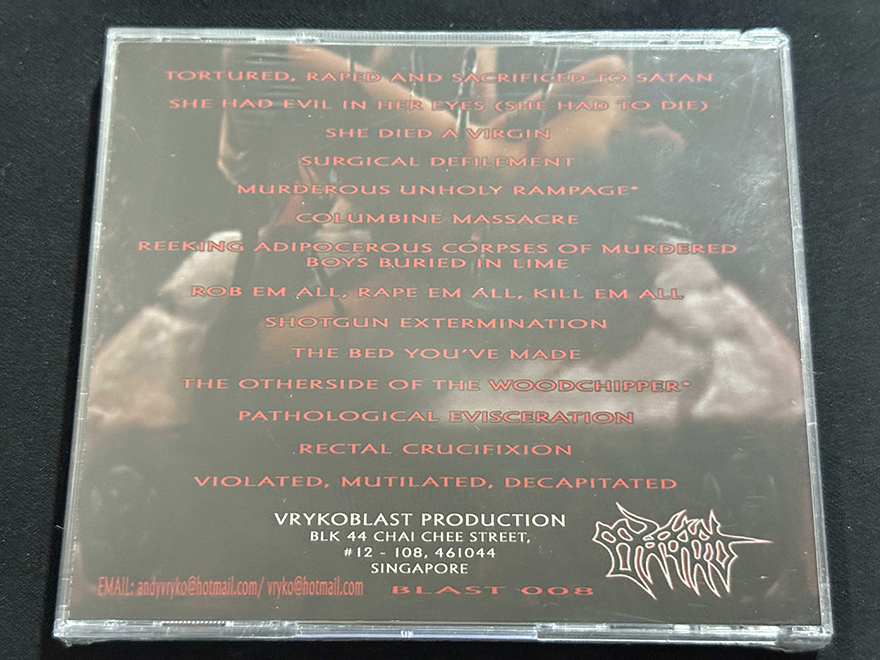 TORTURED, RAPED AND SACRIFICED TO SATAN
SHE HAD EVIL IN HER EYES (SHE HAD TO DIE)
SHE DIED A VIRGIN
SURGICAL DEFILEMENT
MURDEROUS UNHOLY RAMPAGE*
COLUMBINE MASSACRE
REEKING ADIPOCEROUS CORPSES OF MURDERED
BOYS BURIED IN LIME
ROB EM ALL, RAPE EM ALL, KILL EM ALL
SHOTGUN EXTERMINATION
THE BED YOU'VE MADE
THE OTHERSIDE OF THE WOODCHIPPER*
PATHOLOGICAL EVISCERATION
RECTAL CRUCIFIXION
VIOLATED, MUTILATED, DECAPITATED
VRYKOBLAST PRODUCTION
BLK 44 CHAI CHEE STREET,
#12 - 108, 461044
SINGAPORE
EMAIL: andyvryko@hotmail.com/ vryko@hotmail.com
BLAST 008